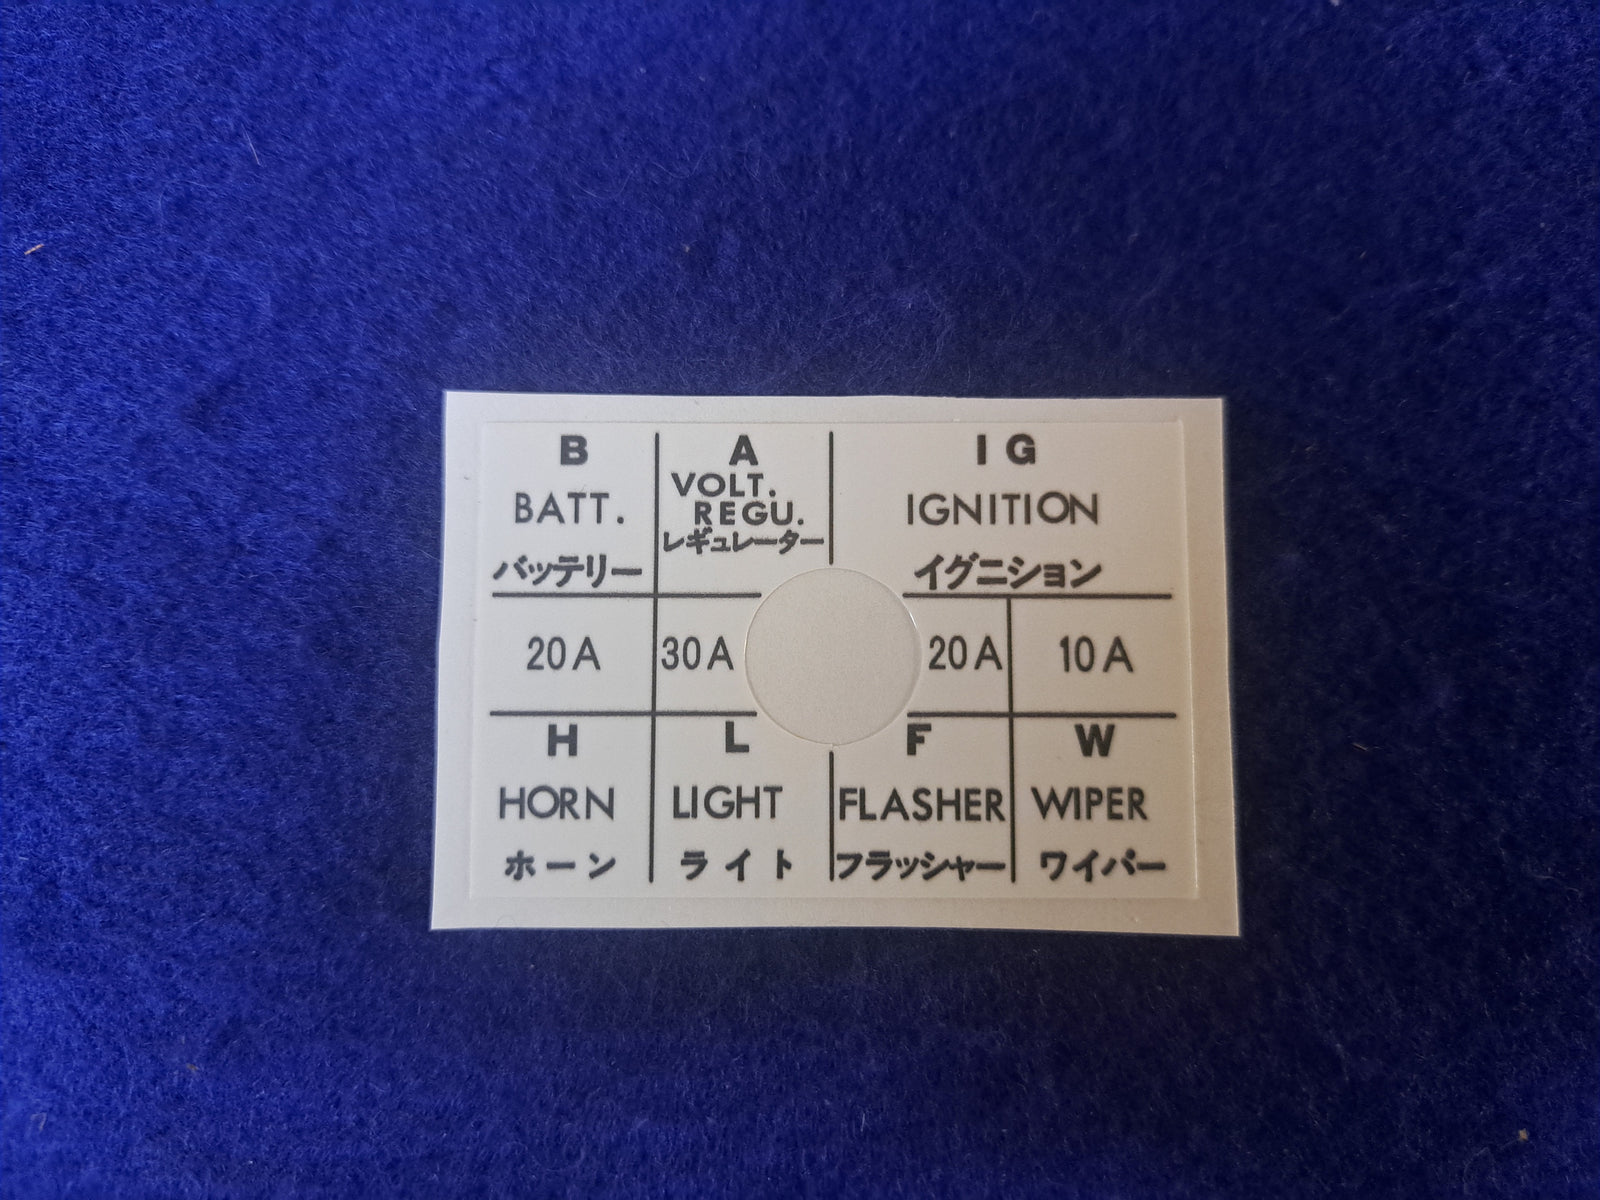 B
BATT.
バッテリー
A
VOLT.
REGU.
レギュレーター
I G
IGNITION
イグニション
20A
30A
20A
10A
H
HORN
ホーン
L
LIGHT
ライト
F
FLASHER
フラッシャー
W
WIPER
ワイパー